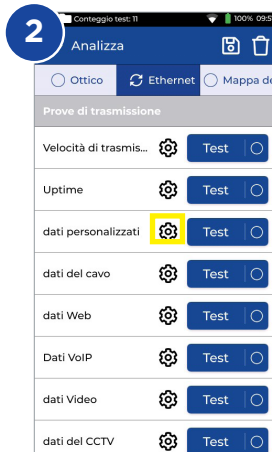 2
Conteggio test: 11
100% 09:5
Analizza
Ottico
Ethernet
Mappa de
Prove di trasmissione
Velocità di trasmis...
Test
Uptime
Test
dati personalizzati
Test
dati del cavo
Test
dati Web
Test
Dati VoIP
Test
dati Video
Test
dati del CCTV
Test